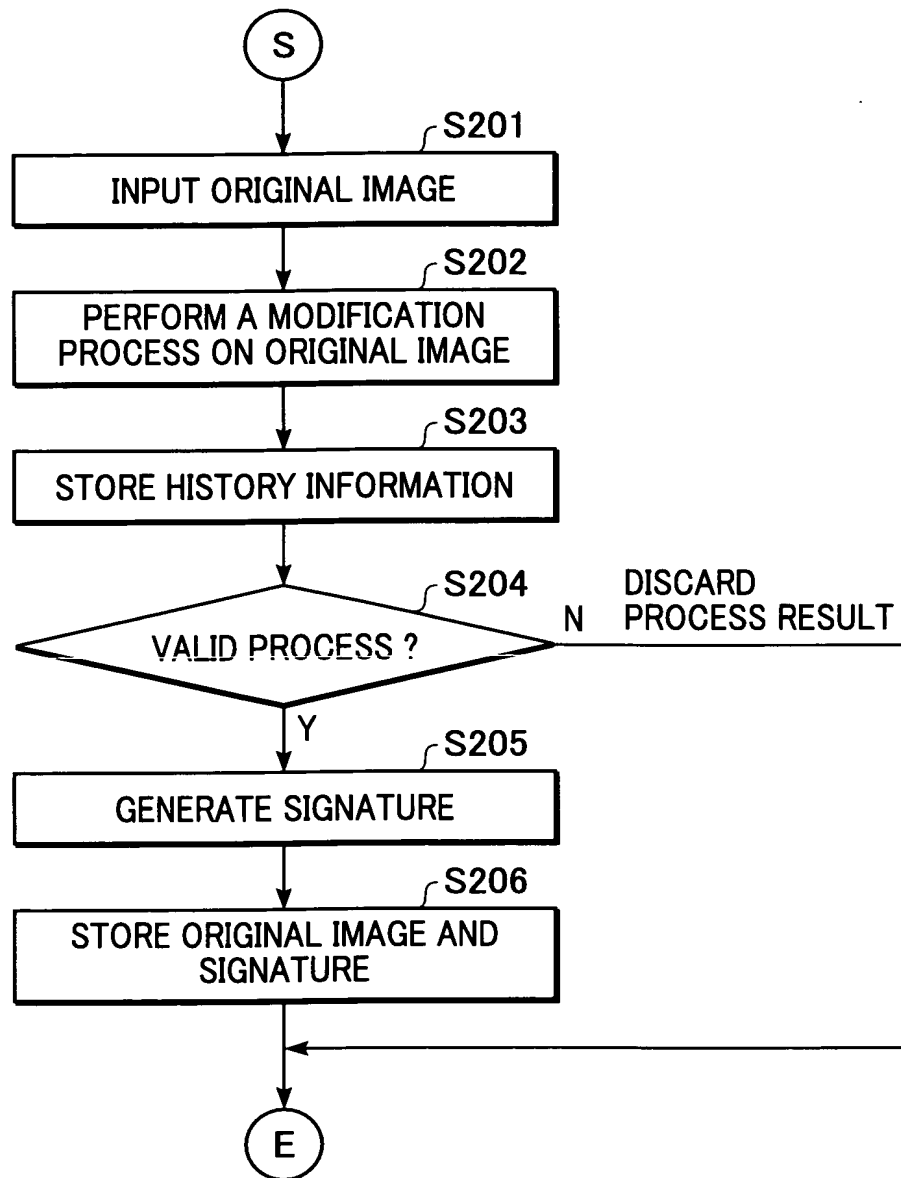 S
S201
INPUT ORIGINAL IMAGE
S202
PERFORM A MODIFICATION
PROCESS ON ORIGINAL IMAGE
S203
STORE HISTORY INFORMATION
S204
VALID PROCESS ?
N
DISCARD
PROCESS RESULT
Y
S205
GENERATE SIGNATURE
S206
STORE ORIGINAL IMAGE AND
SIGNATURE
E